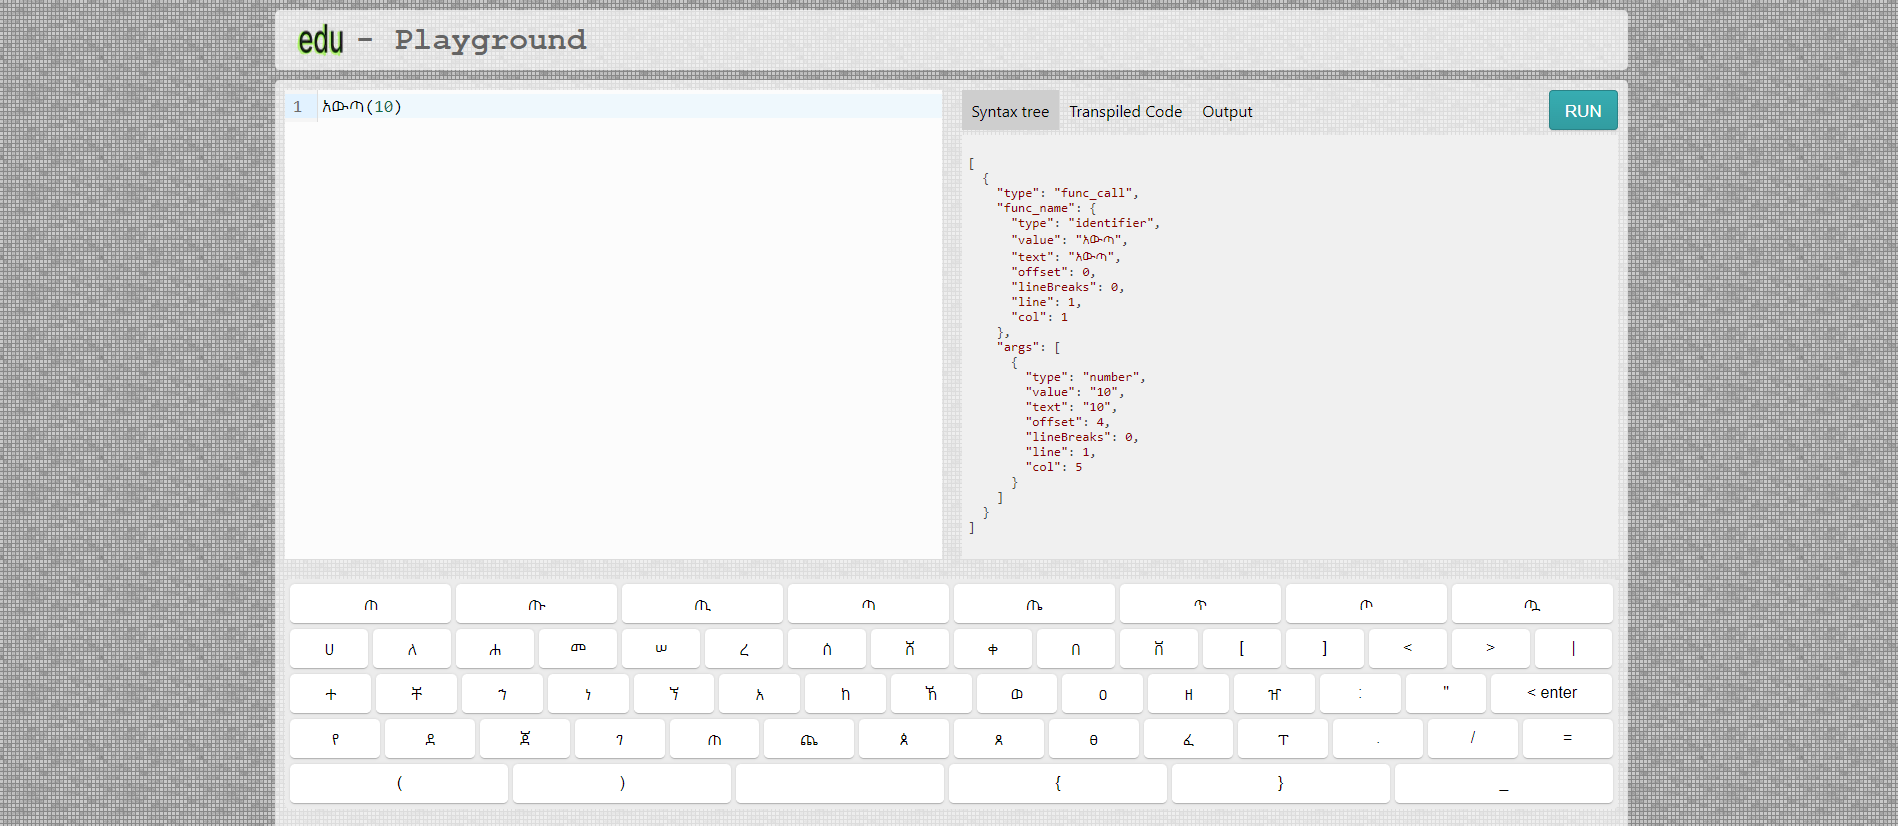 edu - Playground
1 አውጣ(10)
Syntax tree Transpiled Code Output RUN
[
{
"type": "func_call",
"func_name": {
"type": "identifier",
"value": "አውጣ",
"text": "አውጣ",
"offset": 0,
"lineBreaks": 0,
"line": 1,
"col": 1
},
"args": [
{
"type": "number",
"value": "10",
"text": "10",
"offset": 4,
"lineBreaks": 0,
"line": 1,
"col": 5
}
]
}
]
ጠ ጡ ጢ ጣ ጤ ጥ ጦ ጧ
ሀ ለ ሐ መ ሠ ረ ሰ ሸ ቀ በ ቨ [ ] < > |
ተ ቸ ኀ ነ ኘ አ ከ ኸ ወ ዐ ዘ ዠ : " < enter
የ ደ ጀ ገ ጠ ጨ ጰ ጸ ፀ ፈ ፐ . / =
( ) { } _